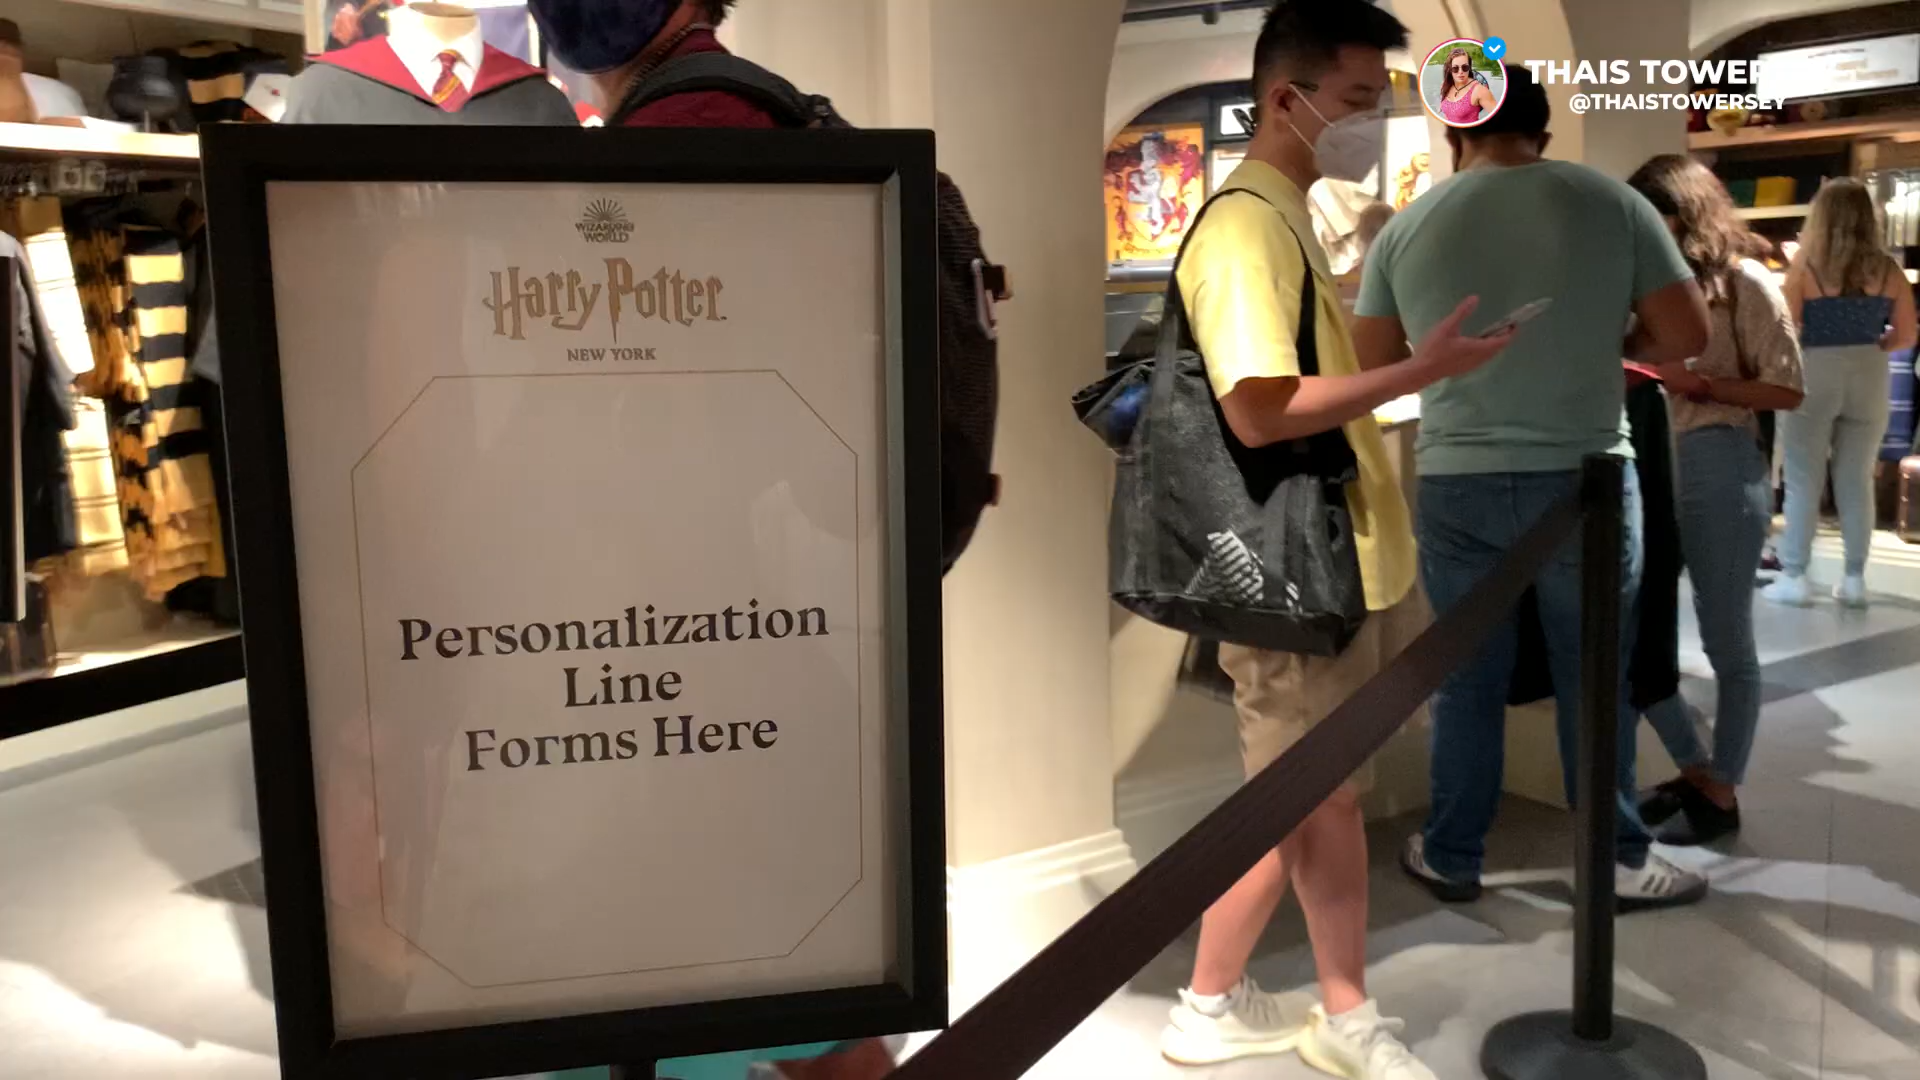 WIZARDING
WORLD
Harry Potter
NEW YORK
Personalization
Line
Forms Here
@THAISTOWERSEY
THAIS TOWER